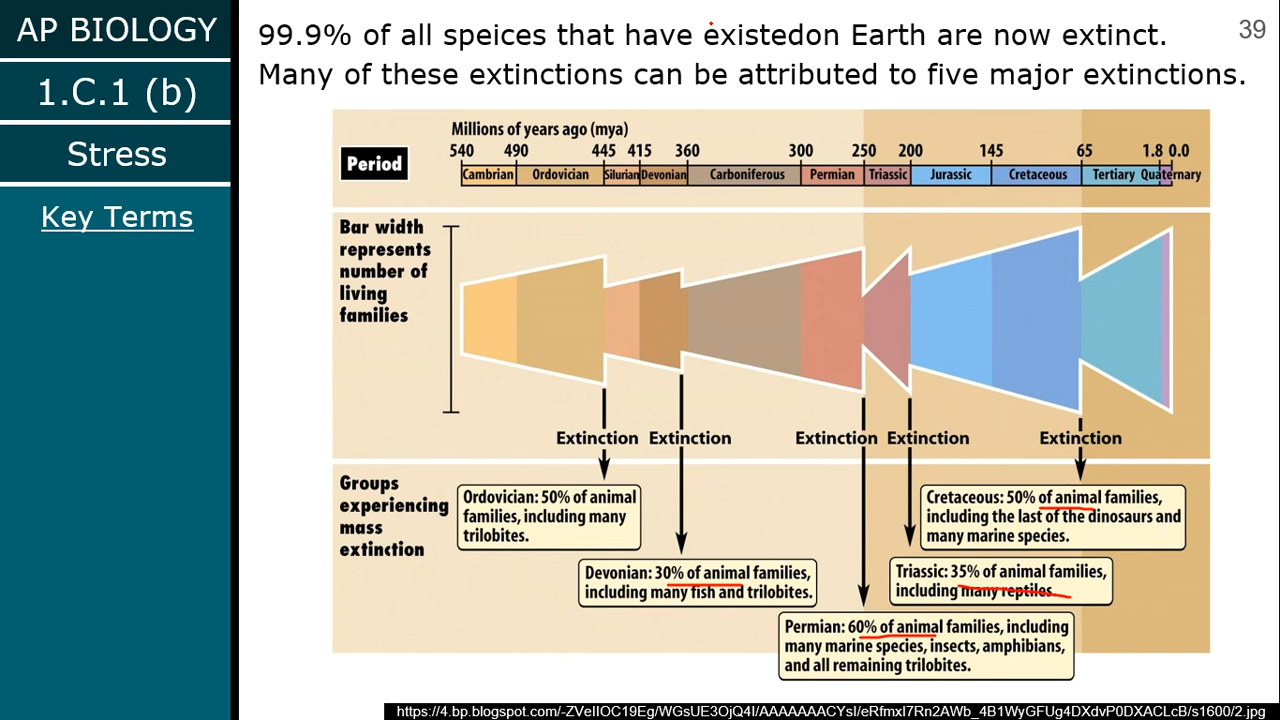 AP BIOLOGY
1.C.1 (b)
Stress
Key Terms
99.9% of all speices that have existedon Earth are now extinct.
Many of these extinctions can be attributed to five major extinctions.
39
Millions of years ago (mya)
540 490 445 415 360 300 250 200 145 65 1.8 0.0
Period
Cambrian Ordovician Silurian Devonian Carboniferous Permian Triassic Jurassic Cretaceous Tertiary Quaternary
Bar width
represents
number of
living
families
Extinction Extinction Extinction Extinction Extinction
Groups
experiencing
mass
extinction
Ordovician: 50% of animal
families, including many
trilobites.
Devonian: 30% of animal families,
including many fish and trilobites.
Permian: 60% of animal families, including
many marine species, insects, amphibians,
and all remaining trilobites.
Triassic: 35% of animal families,
including many reptiles.
Cretaceous: 50% of animal families,
including the last of the dinosaurs and
many marine species.
https://4.bp.blogspot.com/-ZVeIIOC19Eg/WGsUE3OjQ4I/AAAAAAACYsI/eRfmxI7Rn2AWb_4B1WyGFUg4DXdvP0DXACLcB/s1600/2.jpg